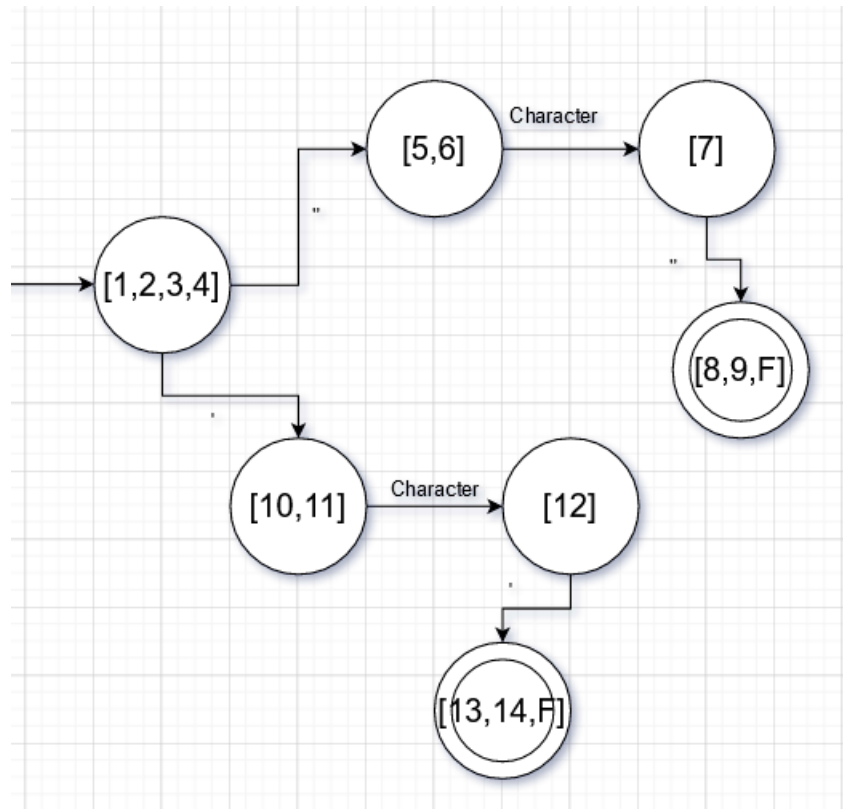 Character
[5,6]
[7]
"
[1,2,3,4]
"
[8,9,F]
'
Character
[10,11]
[12]
'
[13,14,F]